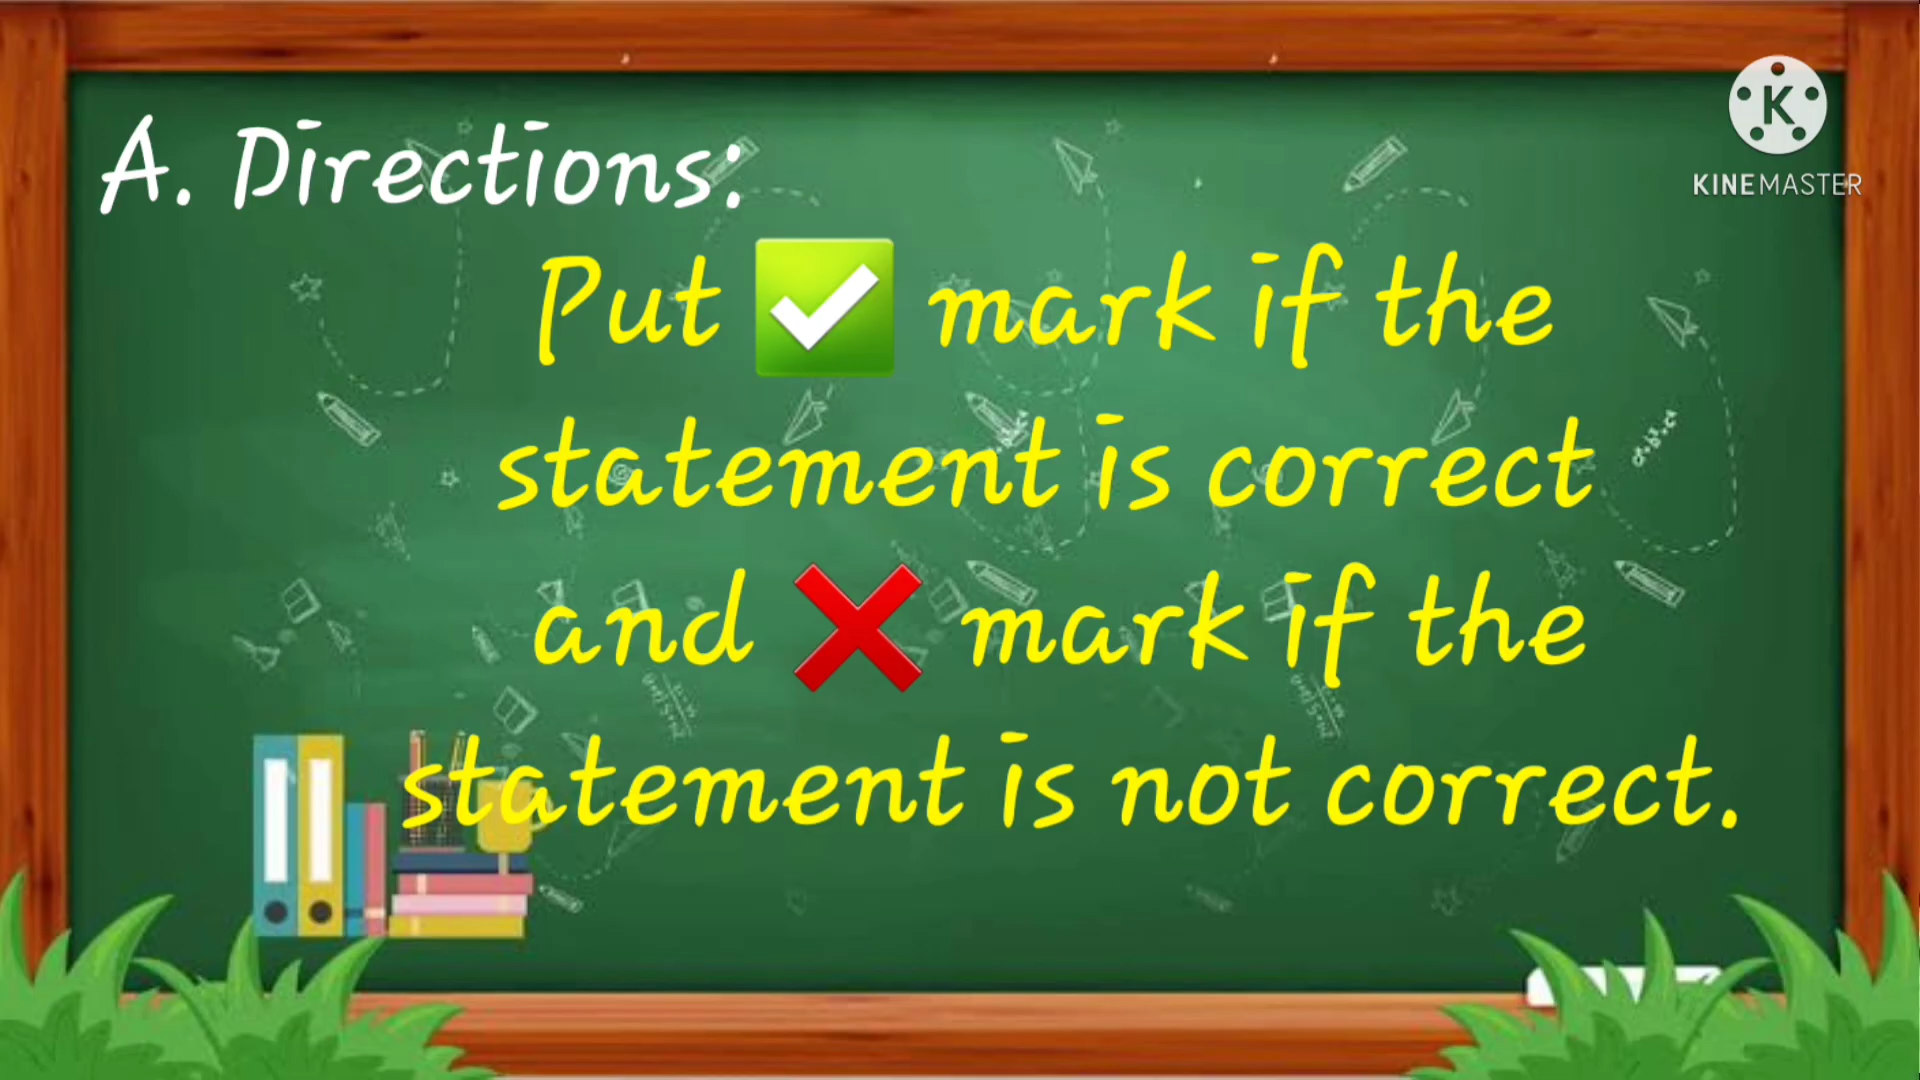 K
KINEMASTER
A. Directions:
Put ✅ mark if the
statement is correct
and ❌ mark if the
statement is not correct.